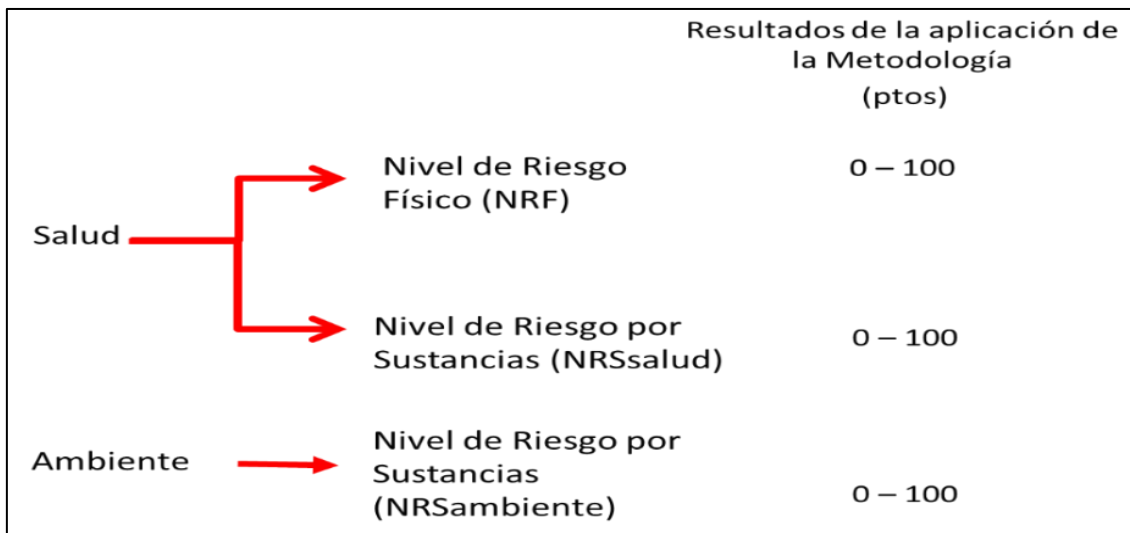 Resultados de la aplicación de
la Metodología
(ptos)
Salud
Nivel de Riesgo
Físico (NRF)
0 – 100
Nivel de Riesgo por
Sustancias (NRSsalud)
0 – 100
Ambiente
Nivel de Riesgo por
Sustancias
(NRSambiente)
0 – 100